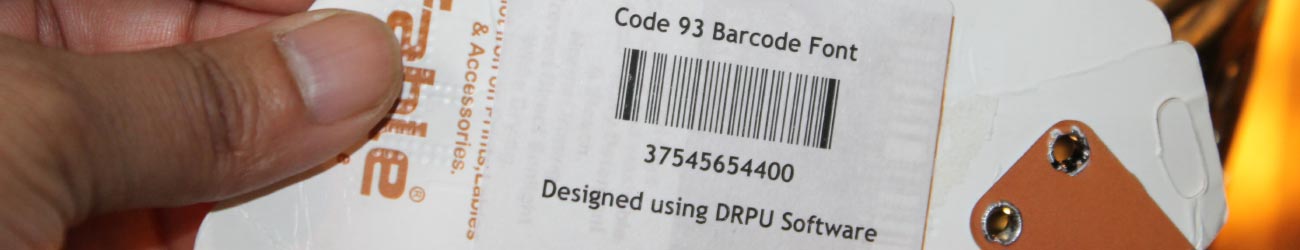 Code 93 Barcode Font
37545654400
Designed using DRPU Software
& Accessories.
®